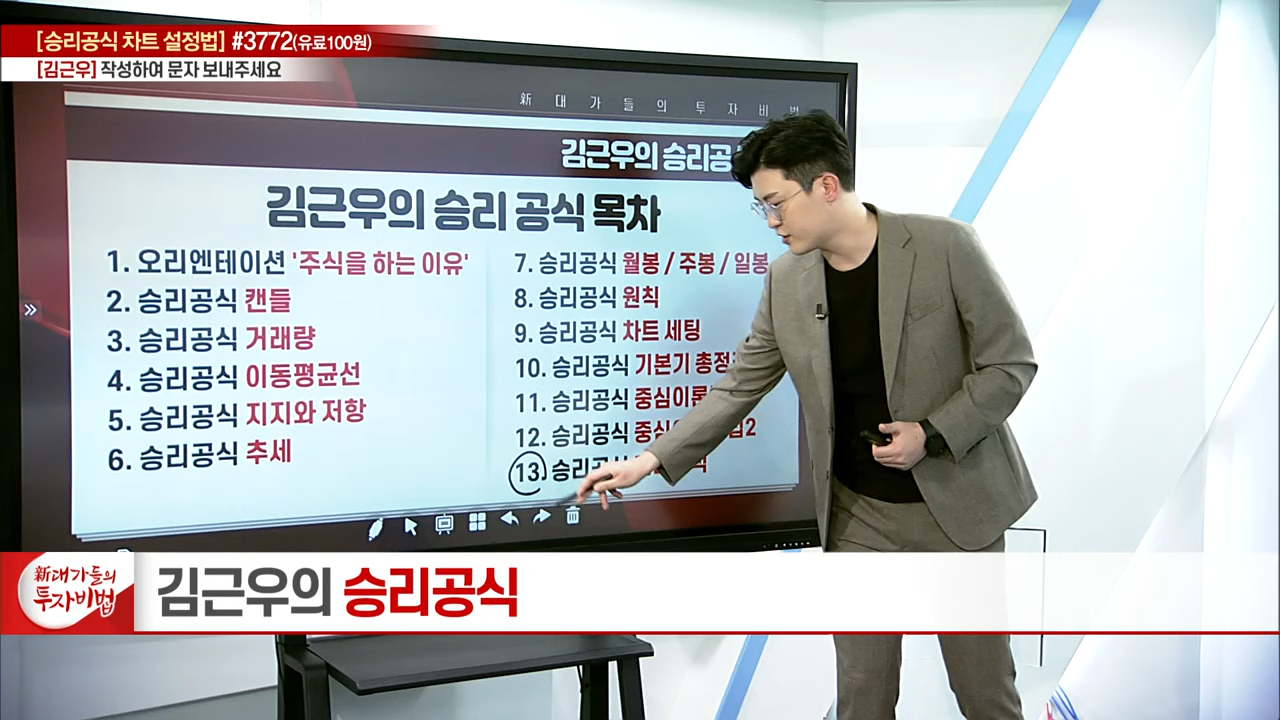 [승리공식 차트 설정법] #3772(유료100원)
[김근우] 작성하여 문자 보내주세요
新 대 가 들 의 투 자 비 법
김근우의 승리공
김근우의 승리 공식 목차
1. 오리엔테이션 '주식을 하는 이유'
2. 승리공식 캔들
3. 승리공식 거래량
4. 승리공식 이동평균선
5. 승리공식 지지와 저항
6. 승리공식 추세
7. 승리공식 월봉 / 주봉 / 일봉
8. 승리공식 원칙
9. 승리공식 차트 세팅
10. 승리공식 기본기 총정
11. 승리공식 중심이론
12. 승리공식 중심
13. 승리
新대가들의
투자비법
김근우의 승리공식